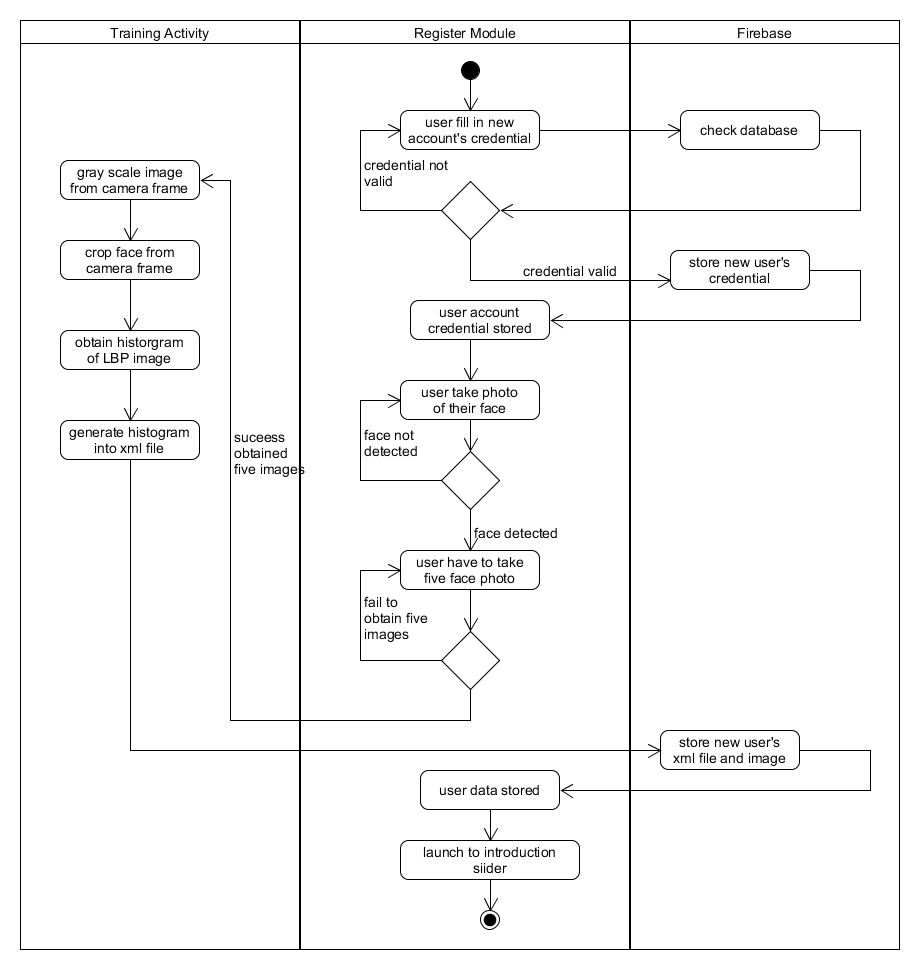 Training Activity
Register Module
Firebase
user fill in new
account's credential
check database
credential not
valid
gray scale image
from camera frame
crop face from
camera frame
credential valid
store new user's
credential
user account
credential stored
obtain historgram
of LBP image
user take photo
of their face
generate histogram
into xml file
suceess
obtained
five images
face not
detected
face detected
user have to take
five face photo
fail to
obtain five
images
store new user's
xml file and image
user data stored
launch to introduction
siider